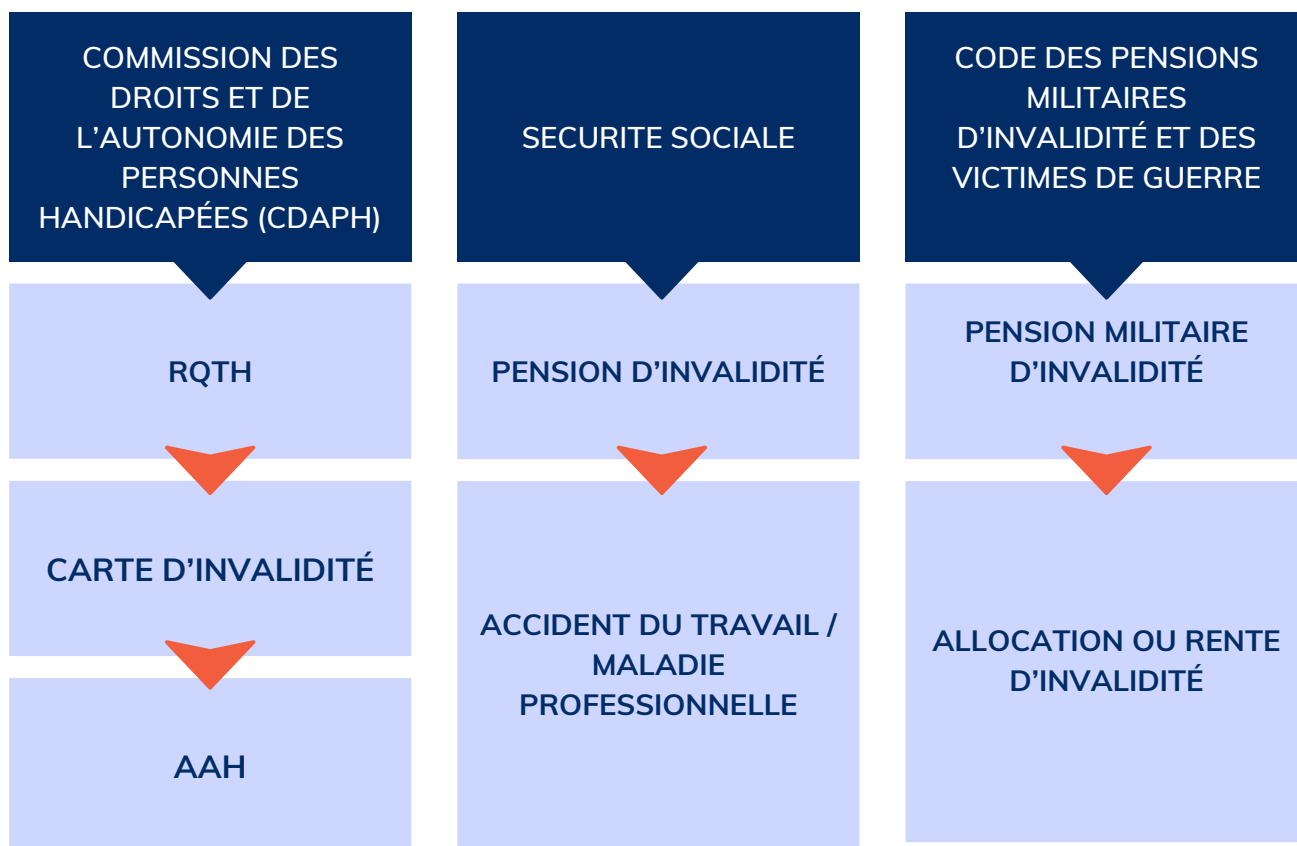 COMMISSION DES
DROITS ET DE
L’AUTONOMIE DES
PERSONNES
HANDICAPÉES (CDAPH)
RQTH
CARTE D’INVALIDITÉ
AAH
SECURITE SOCIALE
PENSION D’INVALIDITÉ
ACCIDENT DU TRAVAIL /
MALADIE
PROFESSIONNELLE
CODE DES PENSIONS
MILITAIRES
D’INVALIDITÉ ET DES
VICTIMES DE GUERRE
PENSION MILITAIRE
D’INVALIDITÉ
ALLOCATION OU RENTE
D’INVALIDITÉ